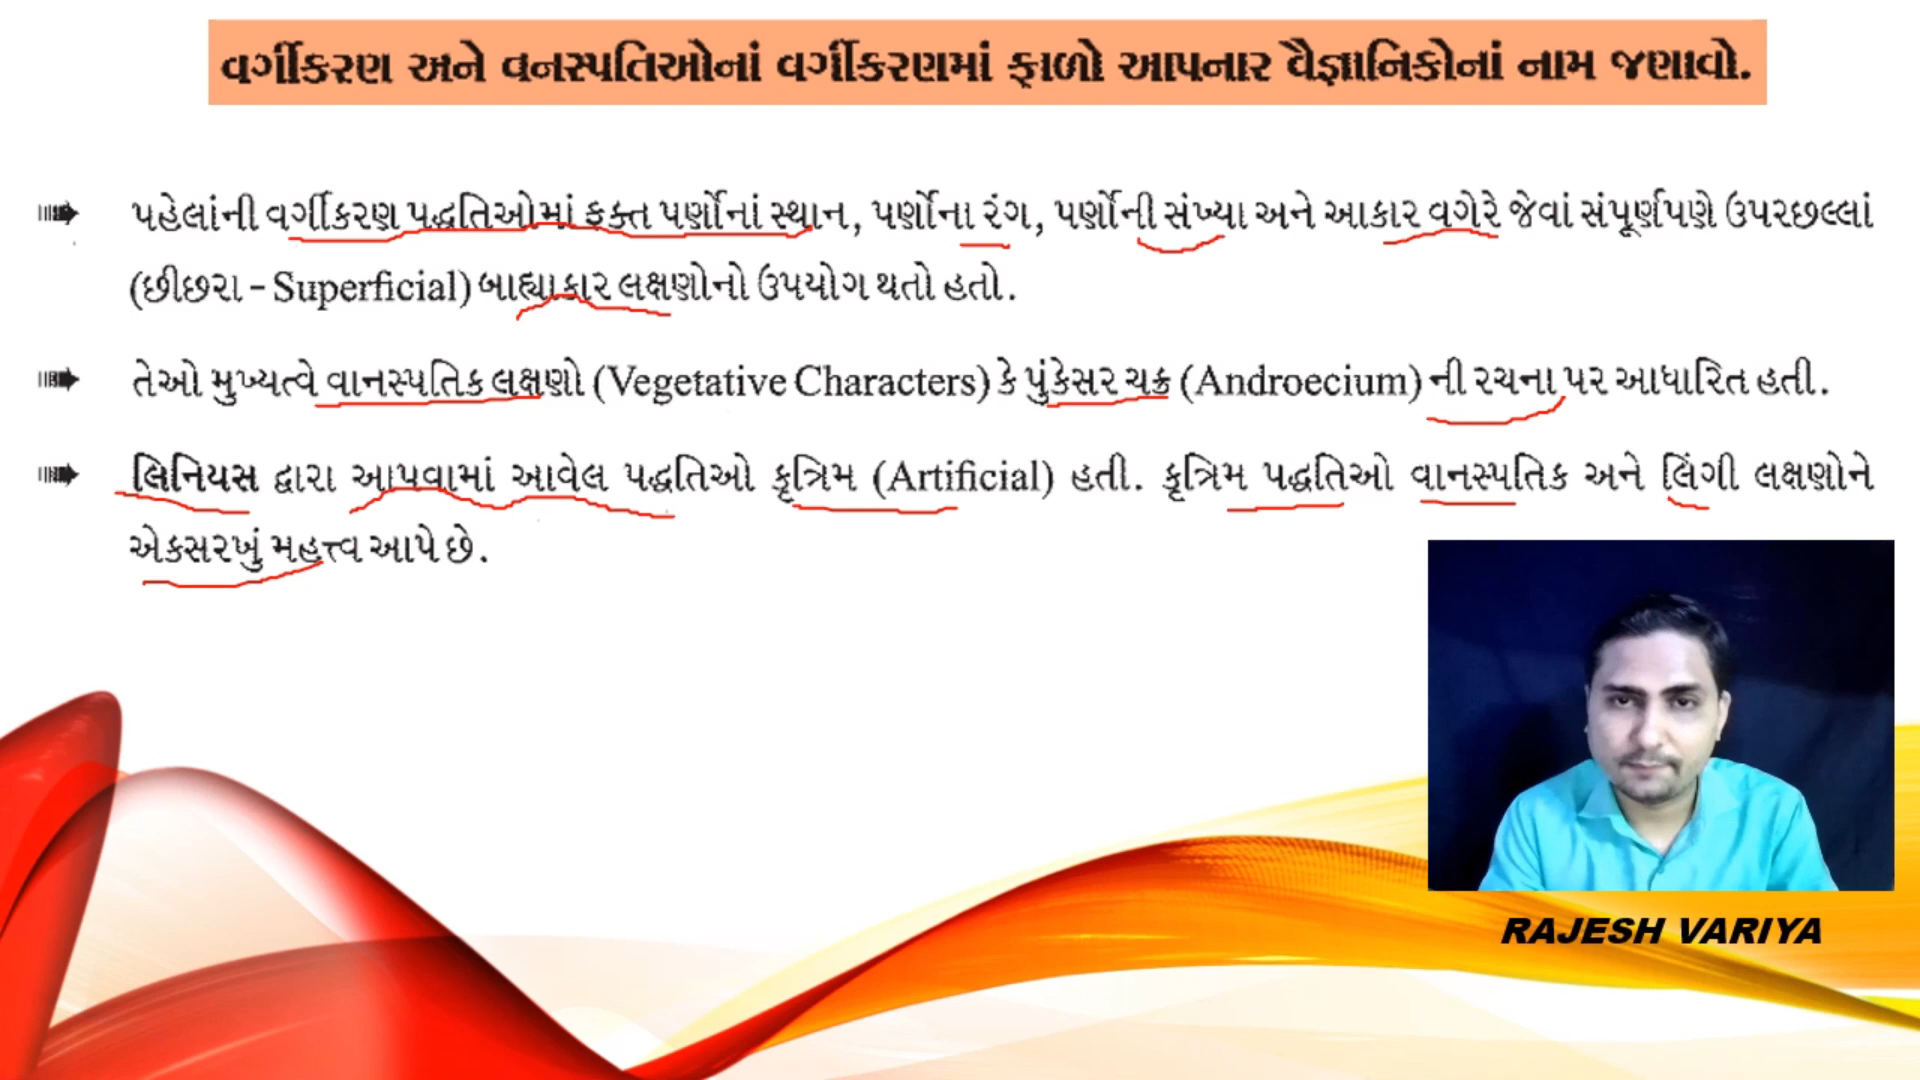 વર્ગીકરણ અને વનસ્પતિઓનાં વર્ગીકરણમાં ફાળો આપનાર વૈજ્ઞાનિકોનાં નામ જણાવો.
પહેલાંની વર્ગીકરણ પદ્ધતિઓમાં ફક્ત પર્ણોનાં સ્થાન, પર્ણોના રંગ, પર્ણોની સંખ્યા અને આકાર વગેરે જેવાં સંપૂર્ણપણે ઉપરછલ્લાં
(છીછરા – Superficial) બાહ્યાકાર લક્ષણોનો ઉપયોગ થતો હતો.
તેઓ મુખ્યત્વે વાનસ્પતિક લક્ષણો (Vegetative Characters) કે પુંકેસર ચક્ર (Androecium) ની રચના પર આધારિત હતી.
લિનિયસ દ્વારા આપવામાં આવેલ પદ્ધતિઓ કૃત્રિમ (Artificial) હતી. કૃત્રિમ પદ્ધતિઓ વાનસ્પતિક અને લિંગી લક્ષણોને
એકસરખું મહત્ત્વ આપે છે.
RAJESH VARIYA